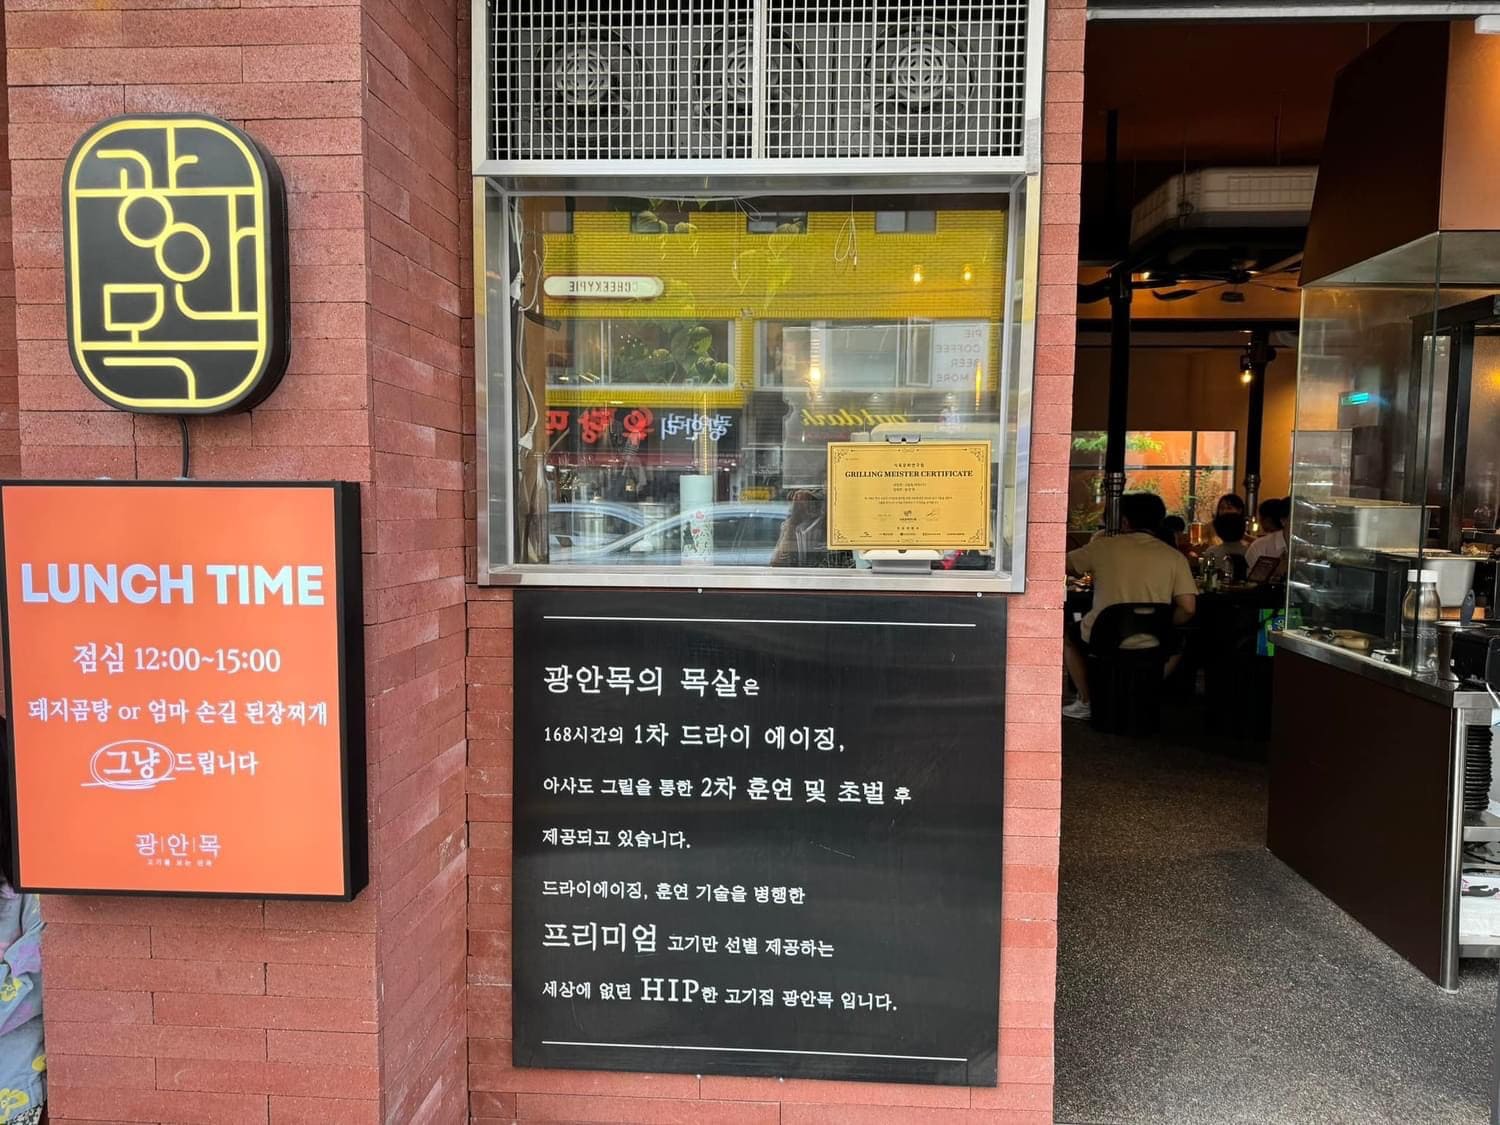 광
안
목
LUNCH TIME
점심 12:00~15:00
돼지곰탕 or 엄마 손길 된장찌개
그냥 드립니다
광|안|목
CHEEKYPIE
PIE
COFFEE
BEER
MORE
광안리
outdark
GRILLING MEISTER CERTIFICATE
광안목의 목살은
168시간의 1차 드라이 에이징,
아사도 그릴을 통한 2차 훈연 및 초벌 후
제공되고 있습니다.
드라이에이징, 훈연 기술을 병행한
프리미엄 고기만 선별 제공하는
세상에 없던 HIP한 고기집 광안목 입니다.